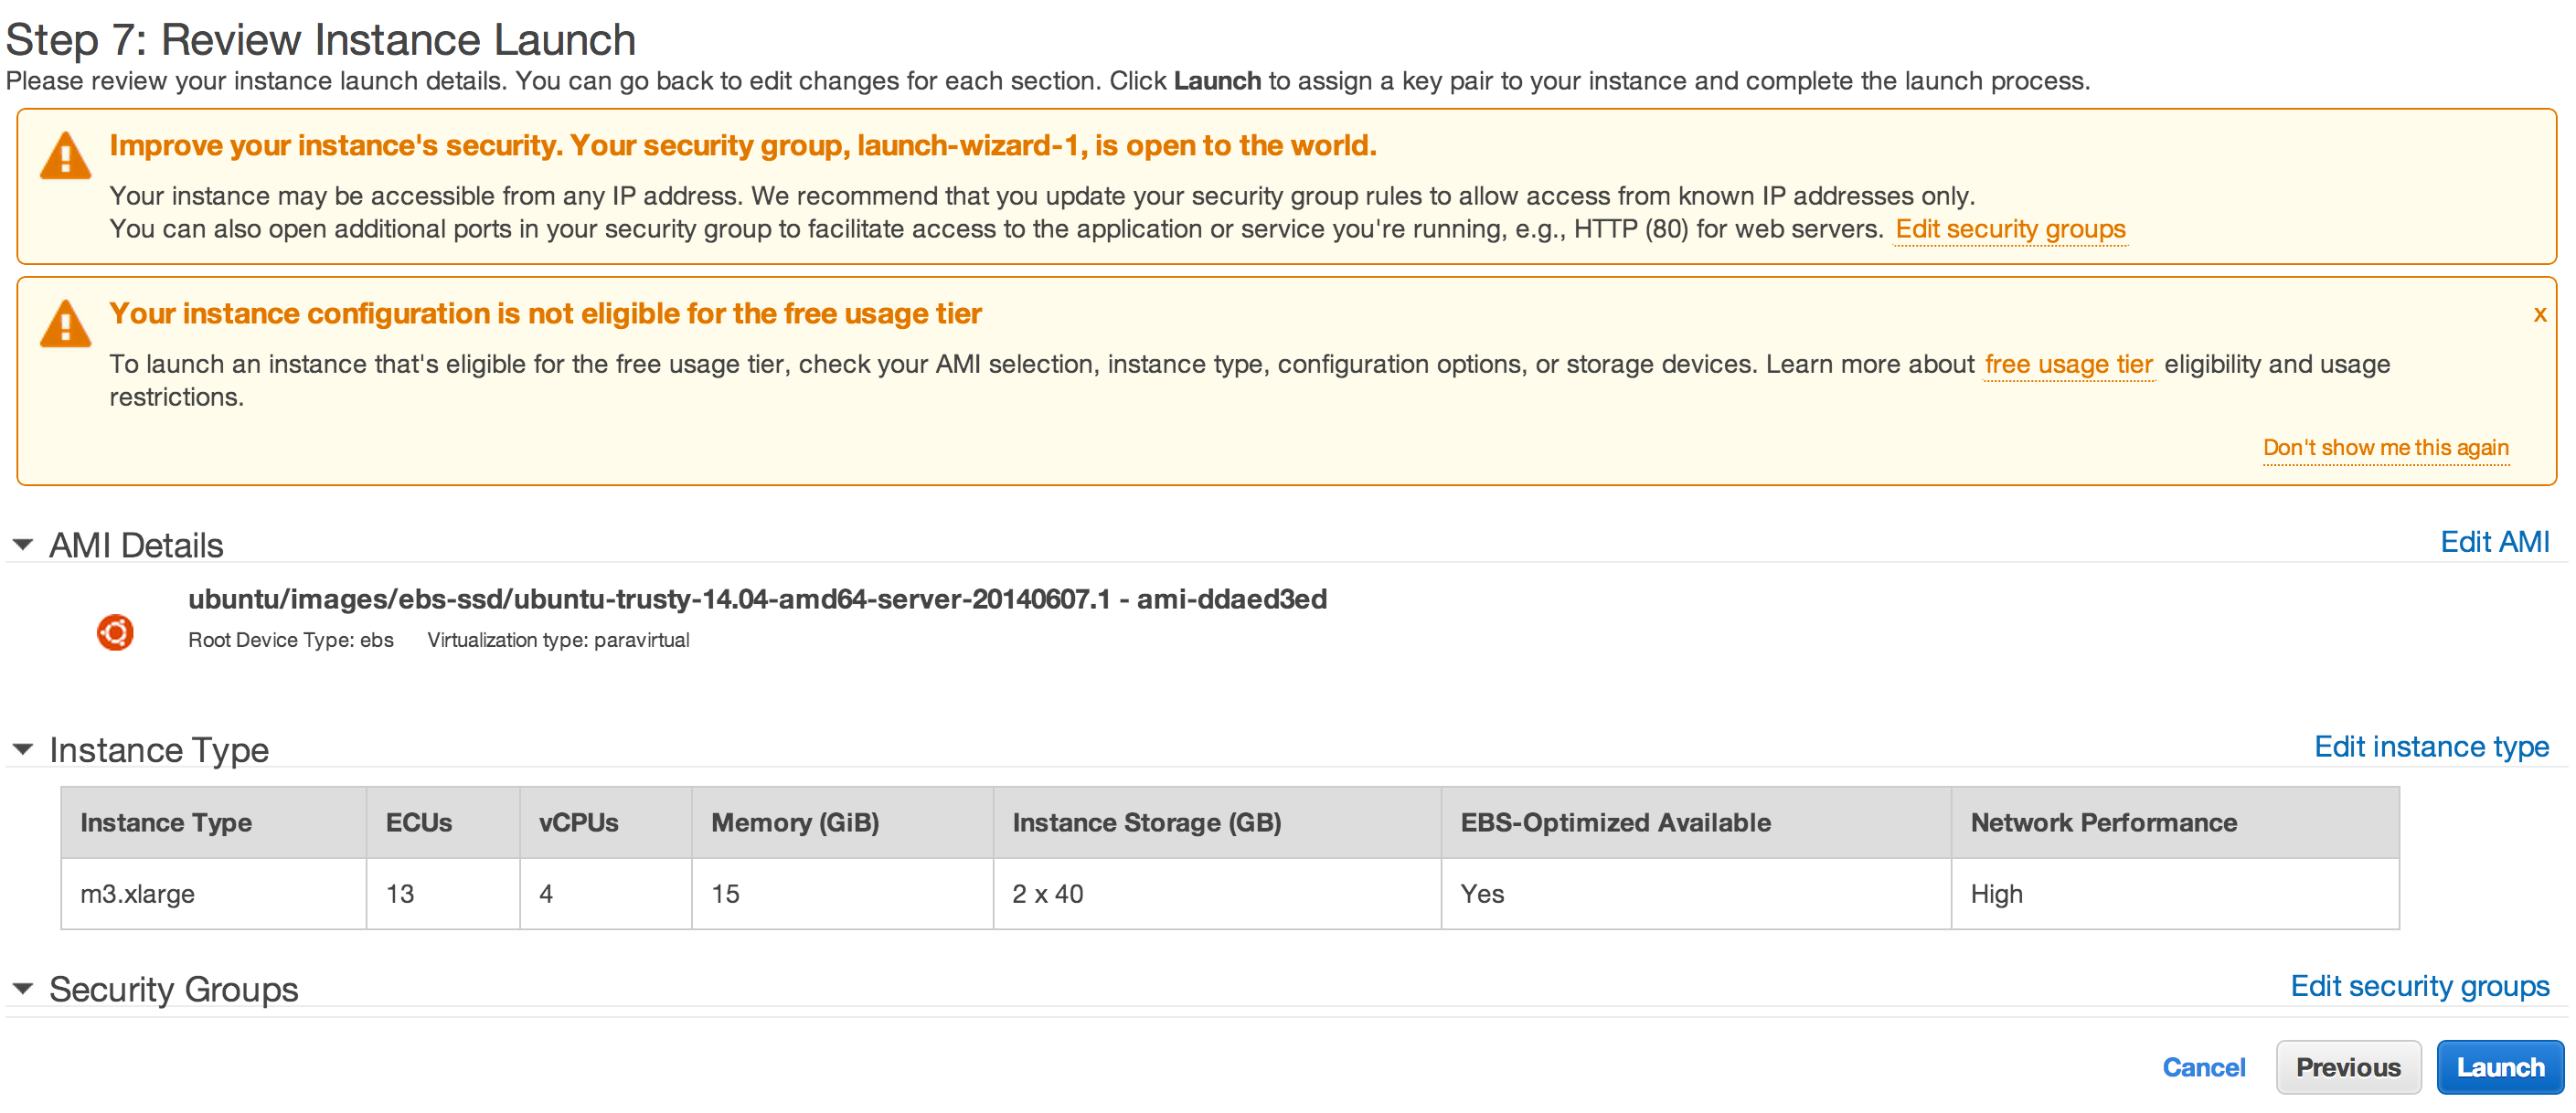 Step 7: Review Instance Launch
Please review your instance launch details. You can go back to edit changes for each section. Click Launch to assign a key pair to your instance and complete the launch process.
Improve your instance's security. Your security group, launch-wizard-1, is open to the world.
Your instance may be accessible from any IP address. We recommend that you update your security group rules to allow access from known IP addresses only.
You can also open additional ports in your security group to facilitate access to the application or service you're running, e.g., HTTP (80) for web servers. Edit security groups
Your instance configuration is not eligible for the free usage tier x
To launch an instance that's eligible for the free usage tier, check your AMI selection, instance type, configuration options, or storage devices. Learn more about free usage tier eligibility and usage
restrictions.
Don't show me this again
AMI Details Edit AMI
ubuntu/images/ebs-ssd/ubuntu-trusty-14.04-amd64-server-20140607.1 - ami-ddaed3ed
Root Device Type: ebs Virtualization type: paravirtual
Instance Type Edit instance type
Instance Type ECUs vCPUs Memory (GiB) Instance Storage (GB) EBS-Optimized Available Network Performance
m3.xlarge 13 4 15 2 x 40 Yes High
Security Groups Edit security groups
Cancel Previous Launch